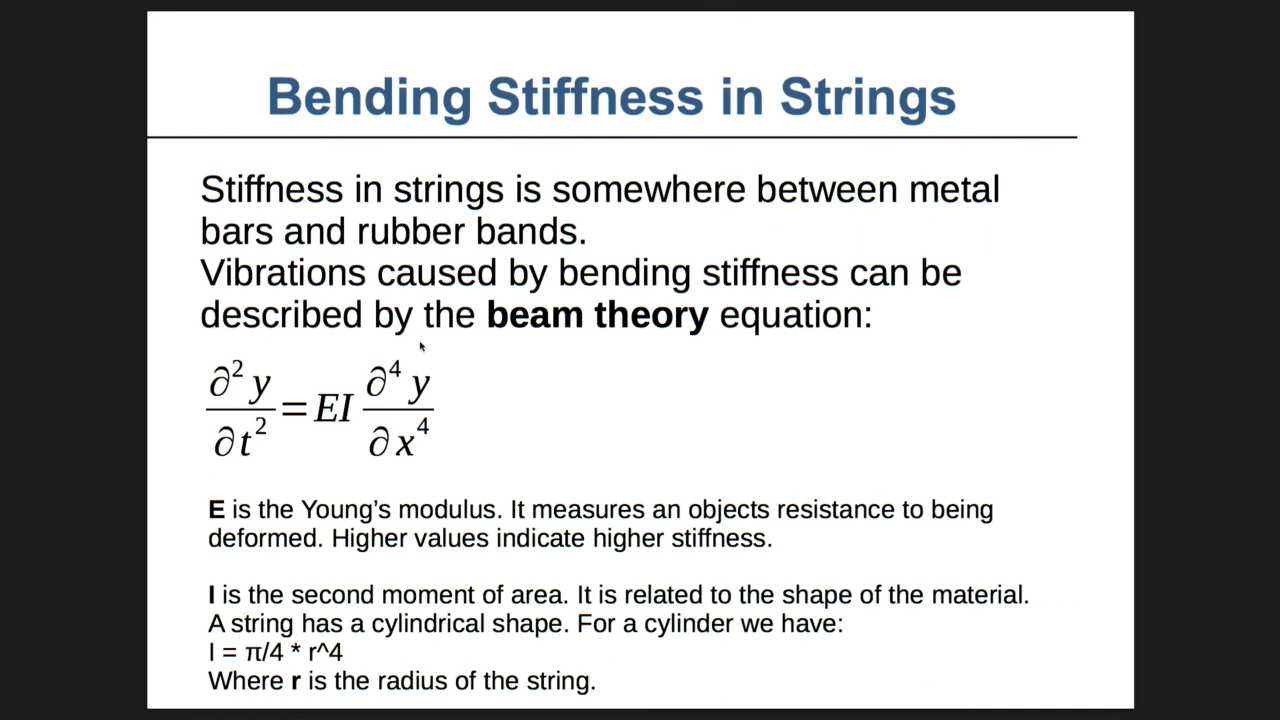 Bending Stiffness in Strings
Stiffness in strings is somewhere between metal
bars and rubber bands.
Vibrations caused by bending stiffness can be
described by the beam theory equation:
∂²y/∂t² = EI ∂⁴y/∂x⁴
E is the Young's modulus. It measures an objects resistance to being
deformed. Higher values indicate higher stiffness.
I is the second moment of area. It is related to the shape of the material.
A string has a cylindrical shape. For a cylinder we have:
I = π/4 * r^4
Where r is the radius of the string.